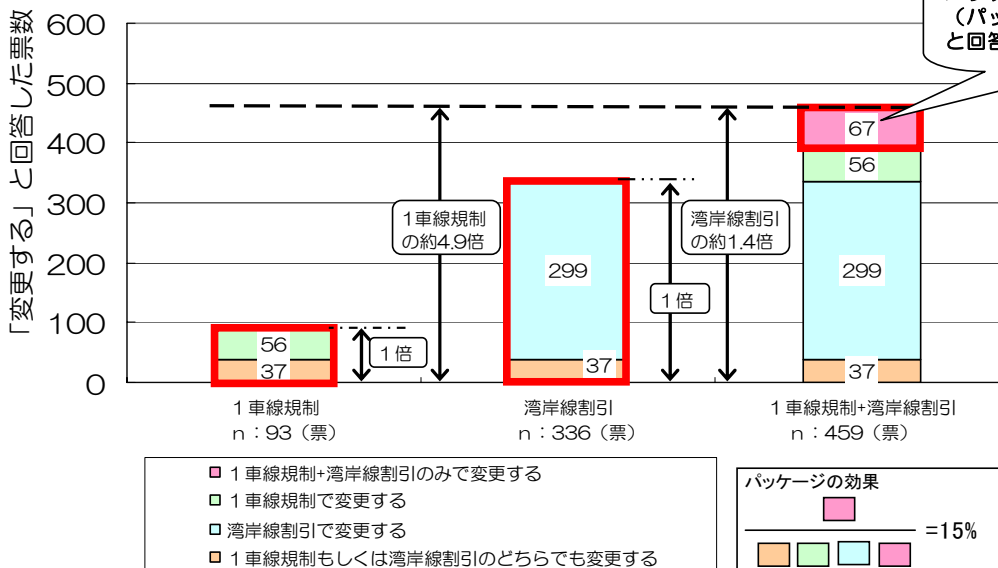 （パッ
と回答
「変更する」と回答した票数
600
500
400
300
200
100
0
1車線規制
の約4.9倍
湾岸線割引
の約1.4倍
1倍
1倍
56
37
299
37
67
56
299
37
1車線規制
n：93（票）
湾岸線割引
n：336（票）
1車線規制+湾岸線割引
n：459（票）
1車線規制+湾岸線割引のみで変更する
1車線規制で変更する
湾岸線割引で変更する
1車線規制もしくは湾岸線割引のどちらでも変更する
パッケージの効果
=15%